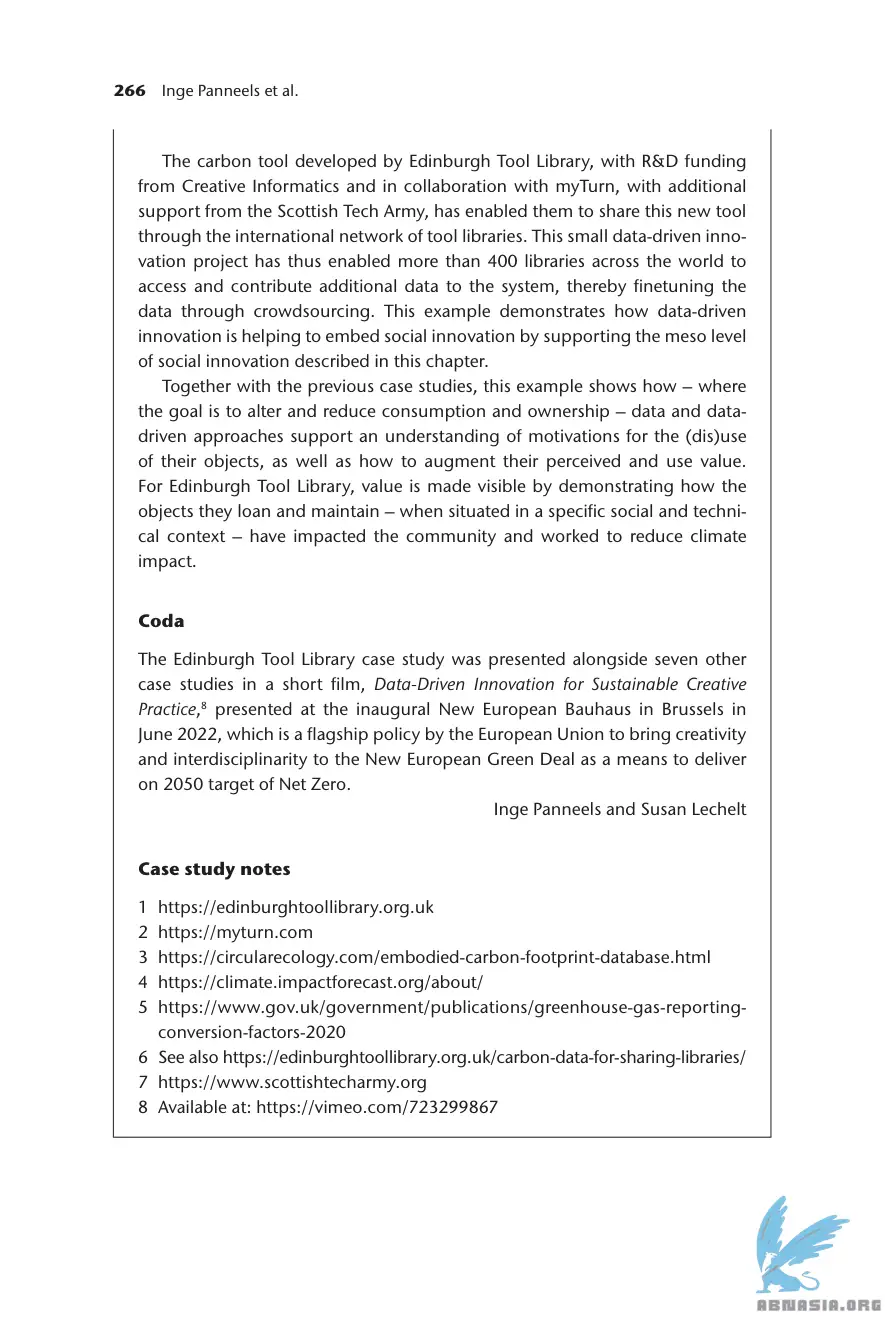 266 Inge Panneels et al.
The carbon tool developed by Edinburgh Tool Library, with R&D funding
from Creative Informatics and in collaboration with myTurn, with additional
support from the Scottish Tech Army, has enabled them to share this new tool
through the international network of tool libraries. This small data-driven inno-
vation project has thus enabled more than 400 libraries across the world to
access and contribute additional data to the system, thereby finetuning the
data through crowdsourcing. This example demonstrates how data-driven
innovation is helping to embed social innovation by supporting the meso level
of social innovation described in this chapter.
Together with the previous case studies, this example shows how – where
the goal is to alter and reduce consumption and ownership – data and data-
driven approaches support an understanding of motivations for the (dis)use
of their objects, as well as how to augment their perceived and use value.
For Edinburgh Tool Library, value is made visible by demonstrating how the
objects they loan and maintain – when situated in a specific social and techni-
cal context – have impacted the community and worked to reduce climate
impact.
Coda
The Edinburgh Tool Library case study was presented alongside seven other
case studies in a short film, Data-Driven Innovation for Sustainable Creative
Practice,⁸ presented at the inaugural New European Bauhaus in Brussels in
June 2022, which is a flagship policy by the European Union to bring creativity
and interdisciplinarity to the New European Green Deal as a means to deliver
on 2050 target of Net Zero.
Inge Panneels and Susan Lechelt
Case study notes
1 https://edinburghtoollibrary.org.uk
2 https://myturn.com
3 https://circularecology.com/embodied-carbon-footprint-database.html
4 https://climate.impactforecast.org/about/
5 https://www.gov.uk/government/publications/greenhouse-gas-reporting-
conversion-factors-2020
6 See also https://edinburghtoollibrary.org.uk/carbon-data-for-sharing-libraries/
7 https://www.scottishtecharmy.org
8 Available at: https://vimeo.com/723299867
ABNASIA.ORG